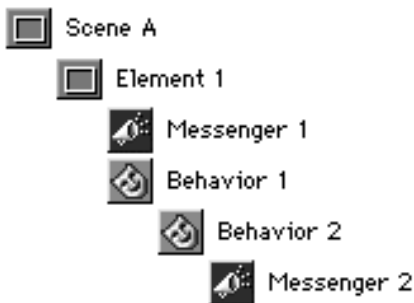 Scene A
Element 1
Messenger 1
Behavior 1
Behavior 2
Messenger 2